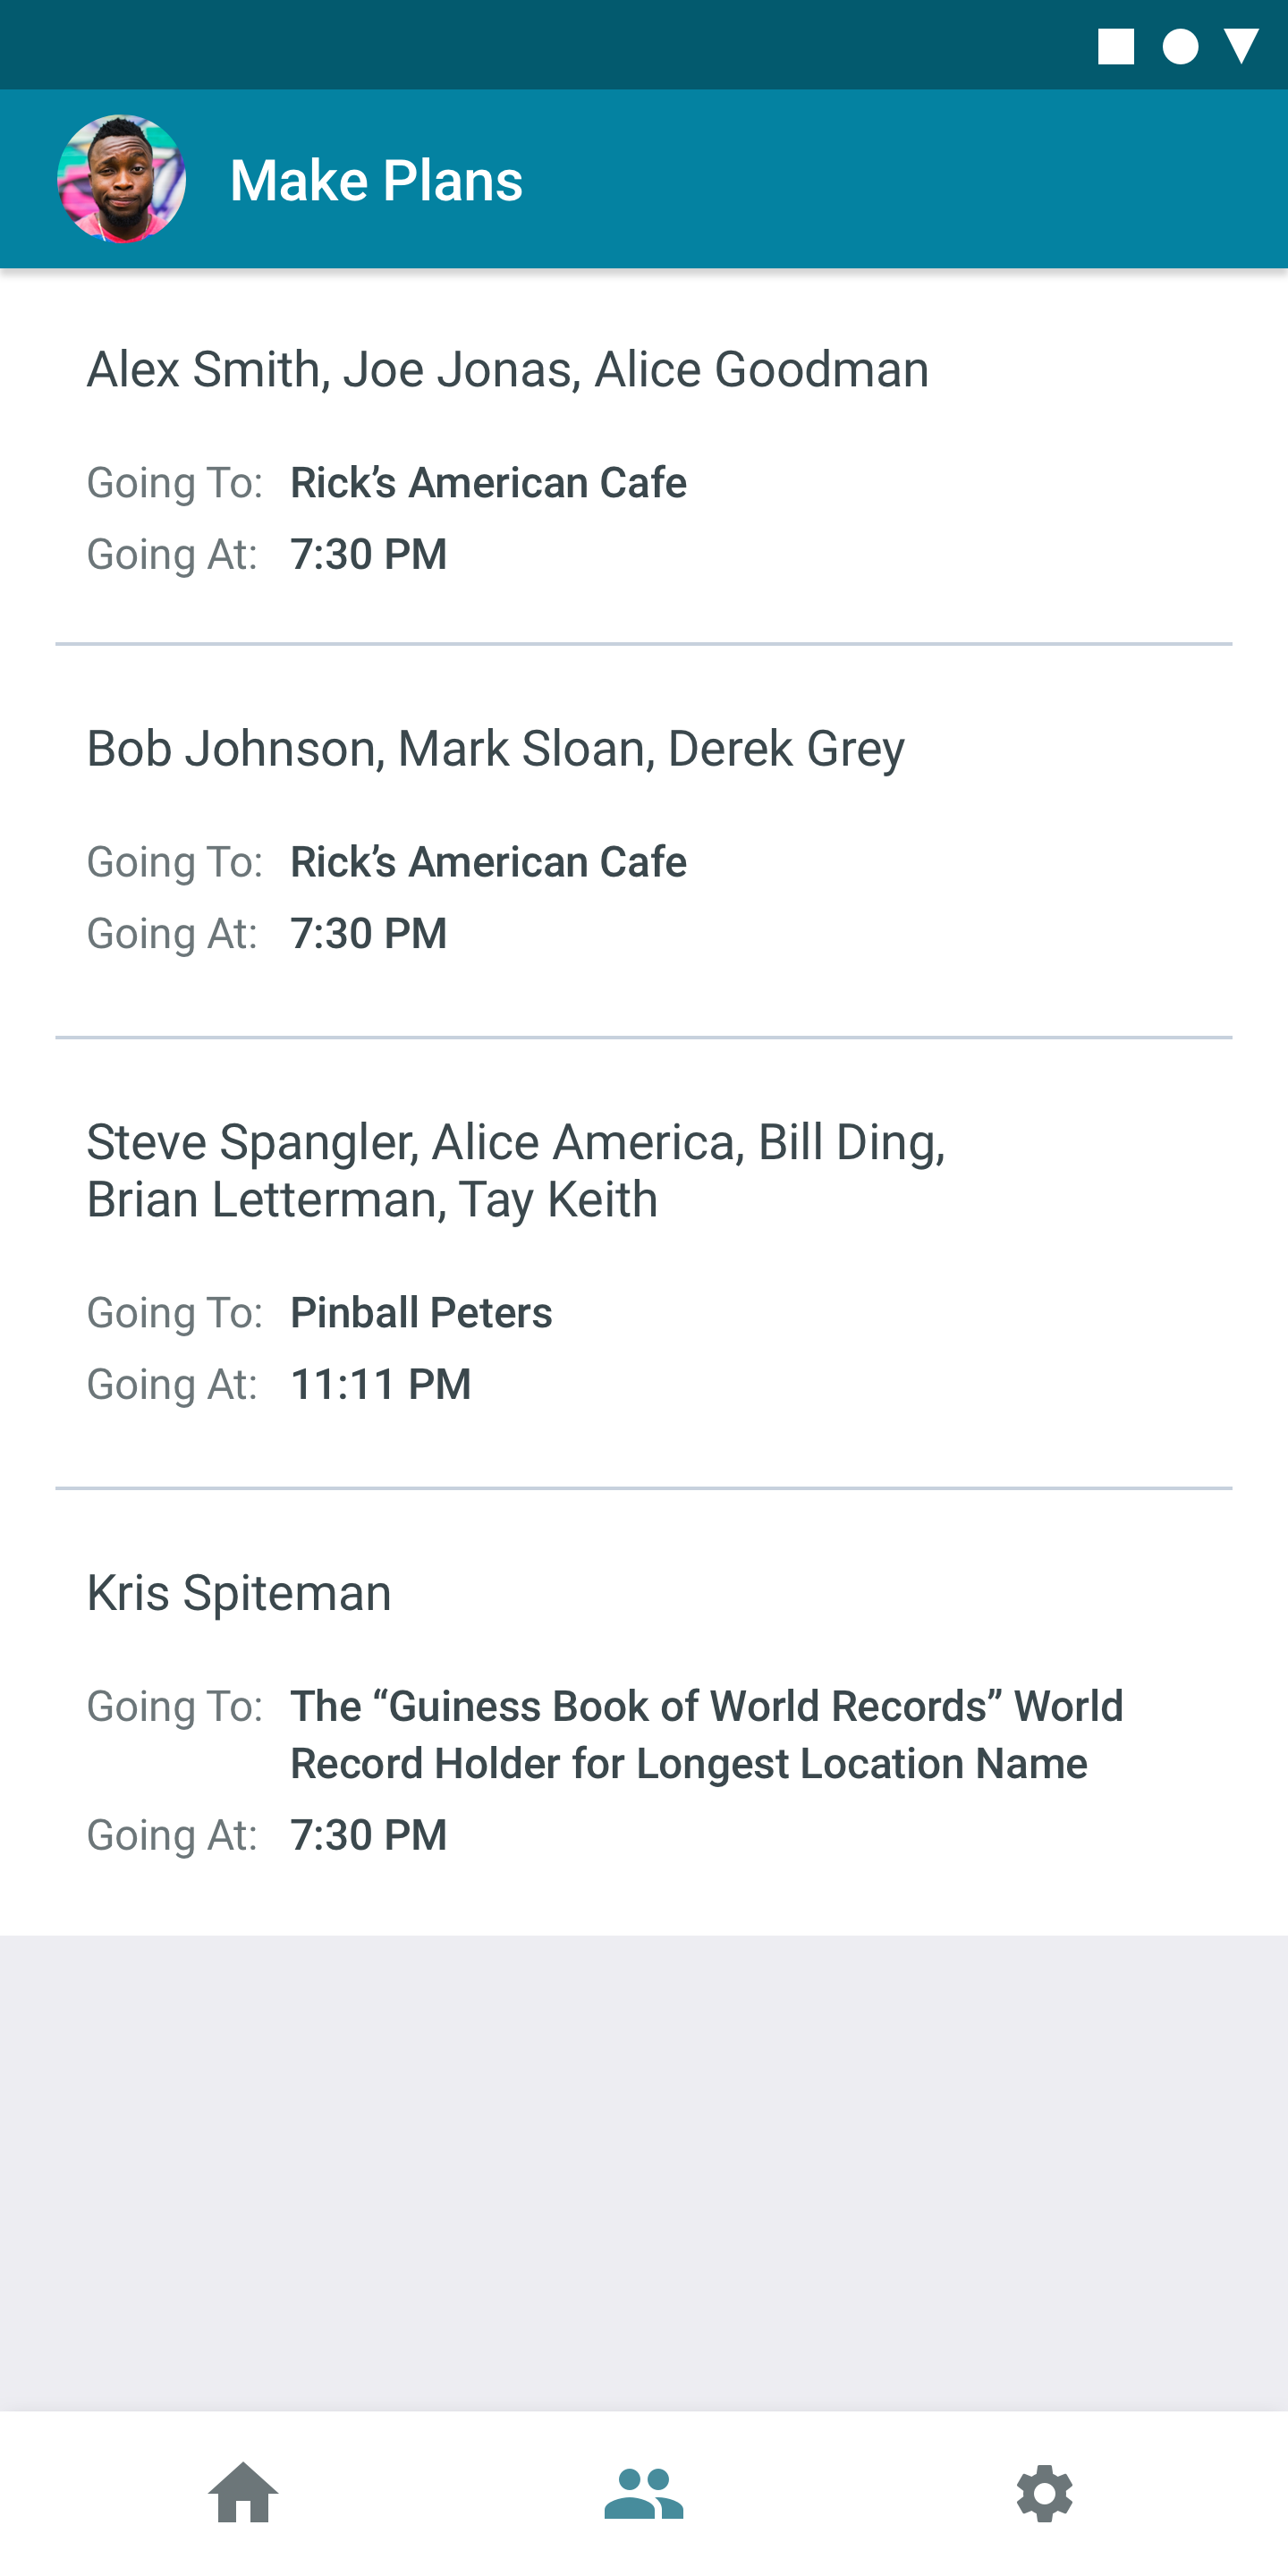 Make Plans
Alex Smith, Joe Jonas, Alice Goodman
Going To: Rick’s American Cafe
Going At: 7:30 PM
Bob Johnson, Mark Sloan, Derek Grey
Going To: Rick’s American Cafe
Going At: 7:30 PM
Steve Spangler, Alice America, Bill Ding,
Brian Letterman, Tay Keith
Going To: Pinball Peters
Going At: 11:11 PM
Kris Spiteman
Going To: The “Guiness Book of World Records” World
Record Holder for Longest Location Name
Going At: 7:30 PM